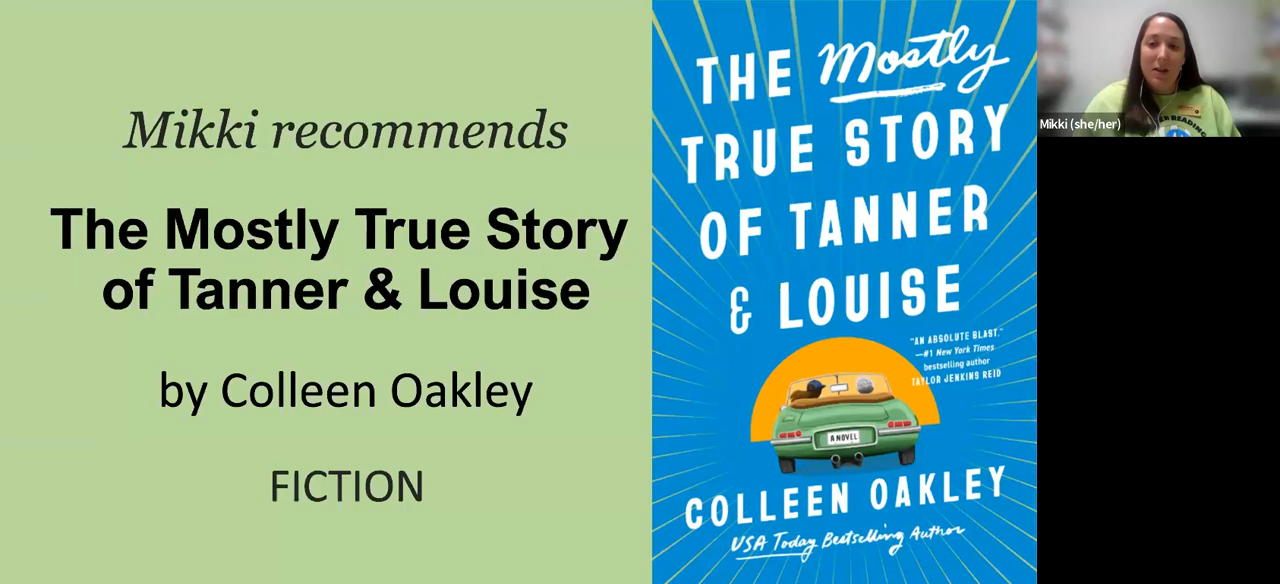 Mikki recommends
The Mostly True Story
of Tanner & Louise
by Colleen Oakley
FICTION
THE Mostly
TRUE STORY
OF TANNER
& LOUISE
"AN ABSOLUTE BLAST."
—#1 New York Times
bestselling author
TAYLOR JENKINS REID
A NOVEL
COLLEEN OAKLEY
USA Today Bestselling Author
Mikki (she/her)
READING